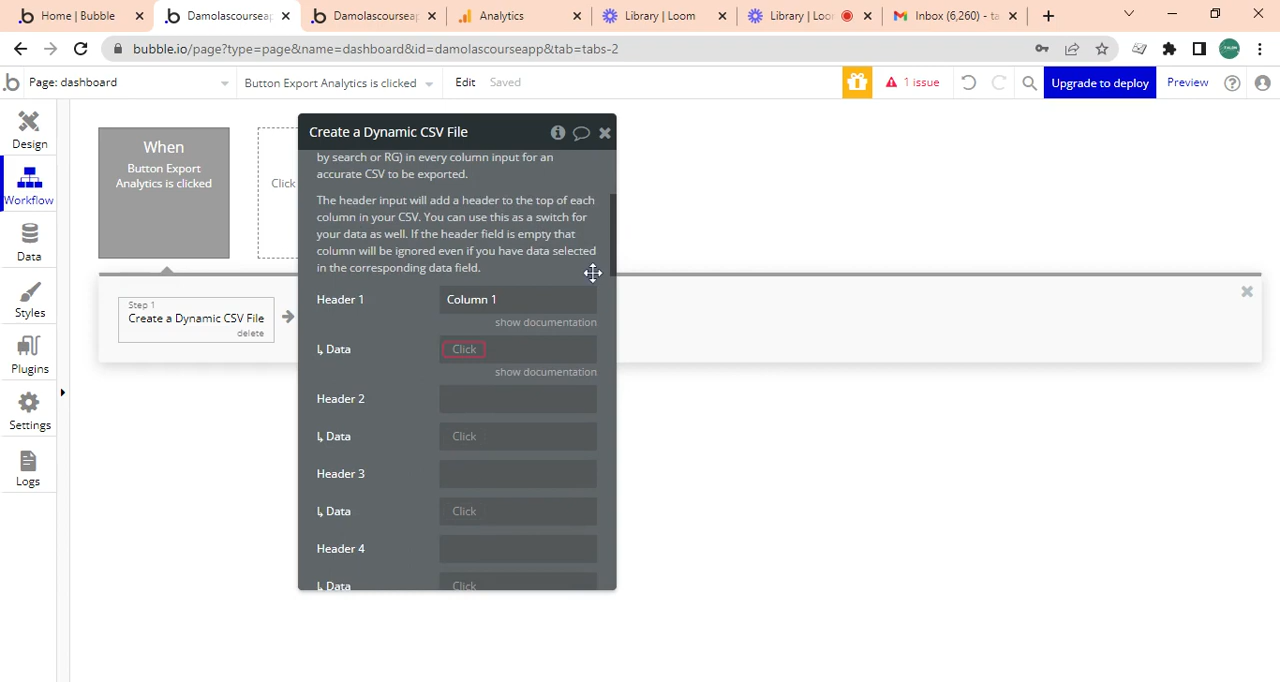 Home | Bubble
Damolascourseapp
Damolascourseapp
Analytics
Library | Loom
Library | Loom
Inbox (6,260) - ta
bubble.io/page?type=page&name=dashboard&id=damolascourseapp&tab=tabs-2
Page: dashboard
Button Export Analytics is clicked
Edit
Saved
1 issue
Upgrade to deploy
Preview
Design
Workflow
Data
Styles
Plugins
Settings
Logs
When
Button Export
Analytics is clicked
Click
Step 1
Create a Dynamic CSV File
delete
Create a Dynamic CSV File
by search or RG) in every column input for an
accurate CSV to be exported.
The header input will add a header to the top of each
column in your CSV. You can use this as a switch for
your data as well. If the header field is empty that
column will be ignored even if you have data selected
in the corresponding data field.
Header 1
Column 1
show documentation
↳ Data
Click
show documentation
Header 2
↳ Data
Click
Header 3
↳ Data
Click
Header 4
↳ Data
Click